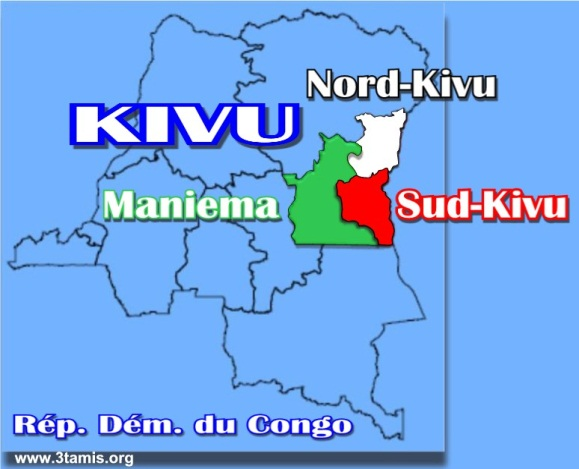 Nord-Kivu
KIVU
Maniema
Sud-Kivu
Rép. Dém. du Congo
www.3tamis.org